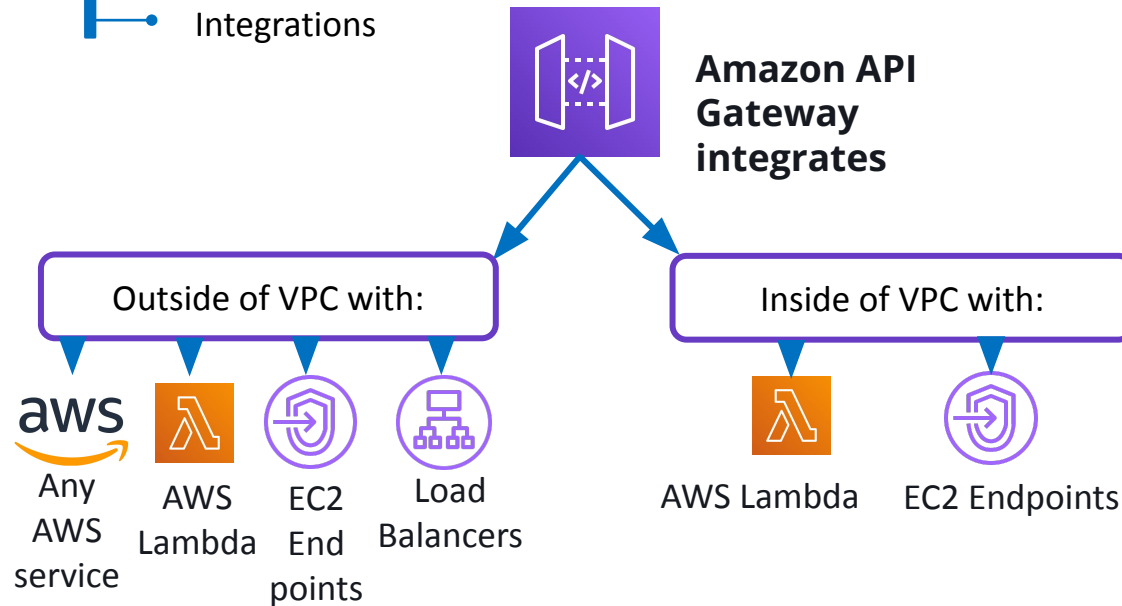 Integrations
</>
Amazon API
Gateway
integrates
Outside of VPC with:
Inside of VPC with:
aws
Any
AWS
service
AWS
Lambda
EC2
End
points
Load
Balancers
AWS Lambda
EC2 Endpoints